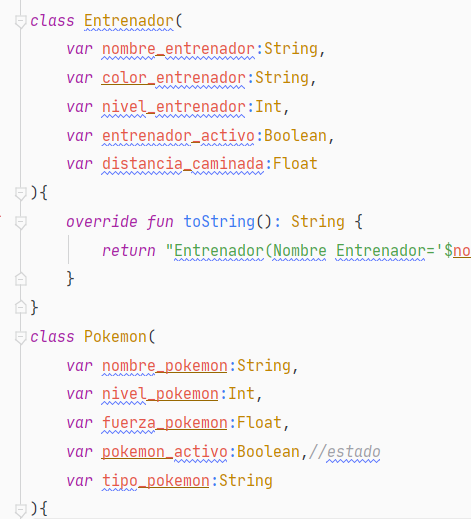 class Entrenador(
var nombre_entrenador:String,
var color_entrenador:String,
var nivel_entrenador:Int,
var entrenador_activo:Boolean,
var distancia_caminada:Float
){
override fun toString(): String {
return "Entrenador(Nombre Entrenador='$no
}
}
class Pokemon(
var nombre_pokemon:String,
var nivel_pokemon:Int,
var fuerza_pokemon:Float,
var pokemon_activo:Boolean,//estado
var tipo_pokemon:String
){